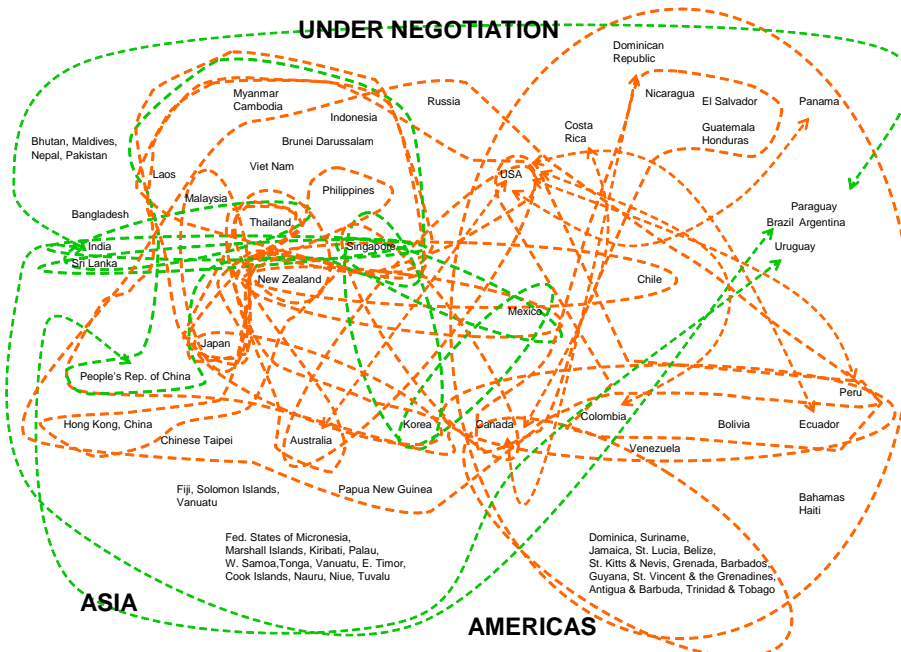 UNDER NEGOTIATION
Dominican
Republic
Myanmar
Cambodia
Russia
Nicaragua
El Salvador
Panama
Indonesia
Costa
Rica
Guatemala
Honduras
Bhutan, Maldives,
Nepal, Pakistan
Brunei Darussalam
Viet Nam
Laos
USA
Malaysia
Philippines
Paraguay
Bangladesh
Thailand
Brazil Argentina
India
Singapore
Uruguay
Sri Lanka
New Zealand
Chile
Mexico
Japan
People's Rep. of China
Peru
Hong Kong, China
Korea
Canada
Colombia
Bolivia
Ecuador
Chinese Taipei
Australia
Venezuela
Fiji, Solomon Islands,
Vanuatu
Papua New Guinea
Bahamas
Haiti
Fed. States of Micronesia,
Marshall Islands, Kiribati, Palau,
W. Samoa,Tonga, Vanuatu, E. Timor,
Cook Islands, Nauru, Niue, Tuvalu
Dominica, Suriname,
Jamaica, St. Lucia, Belize,
St. Kitts & Nevis, Grenada, Barbados,
Guyana, St. Vincent & the Grenadines,
Antigua & Barbuda, Trinidad & Tobago
ASIA
AMERICAS